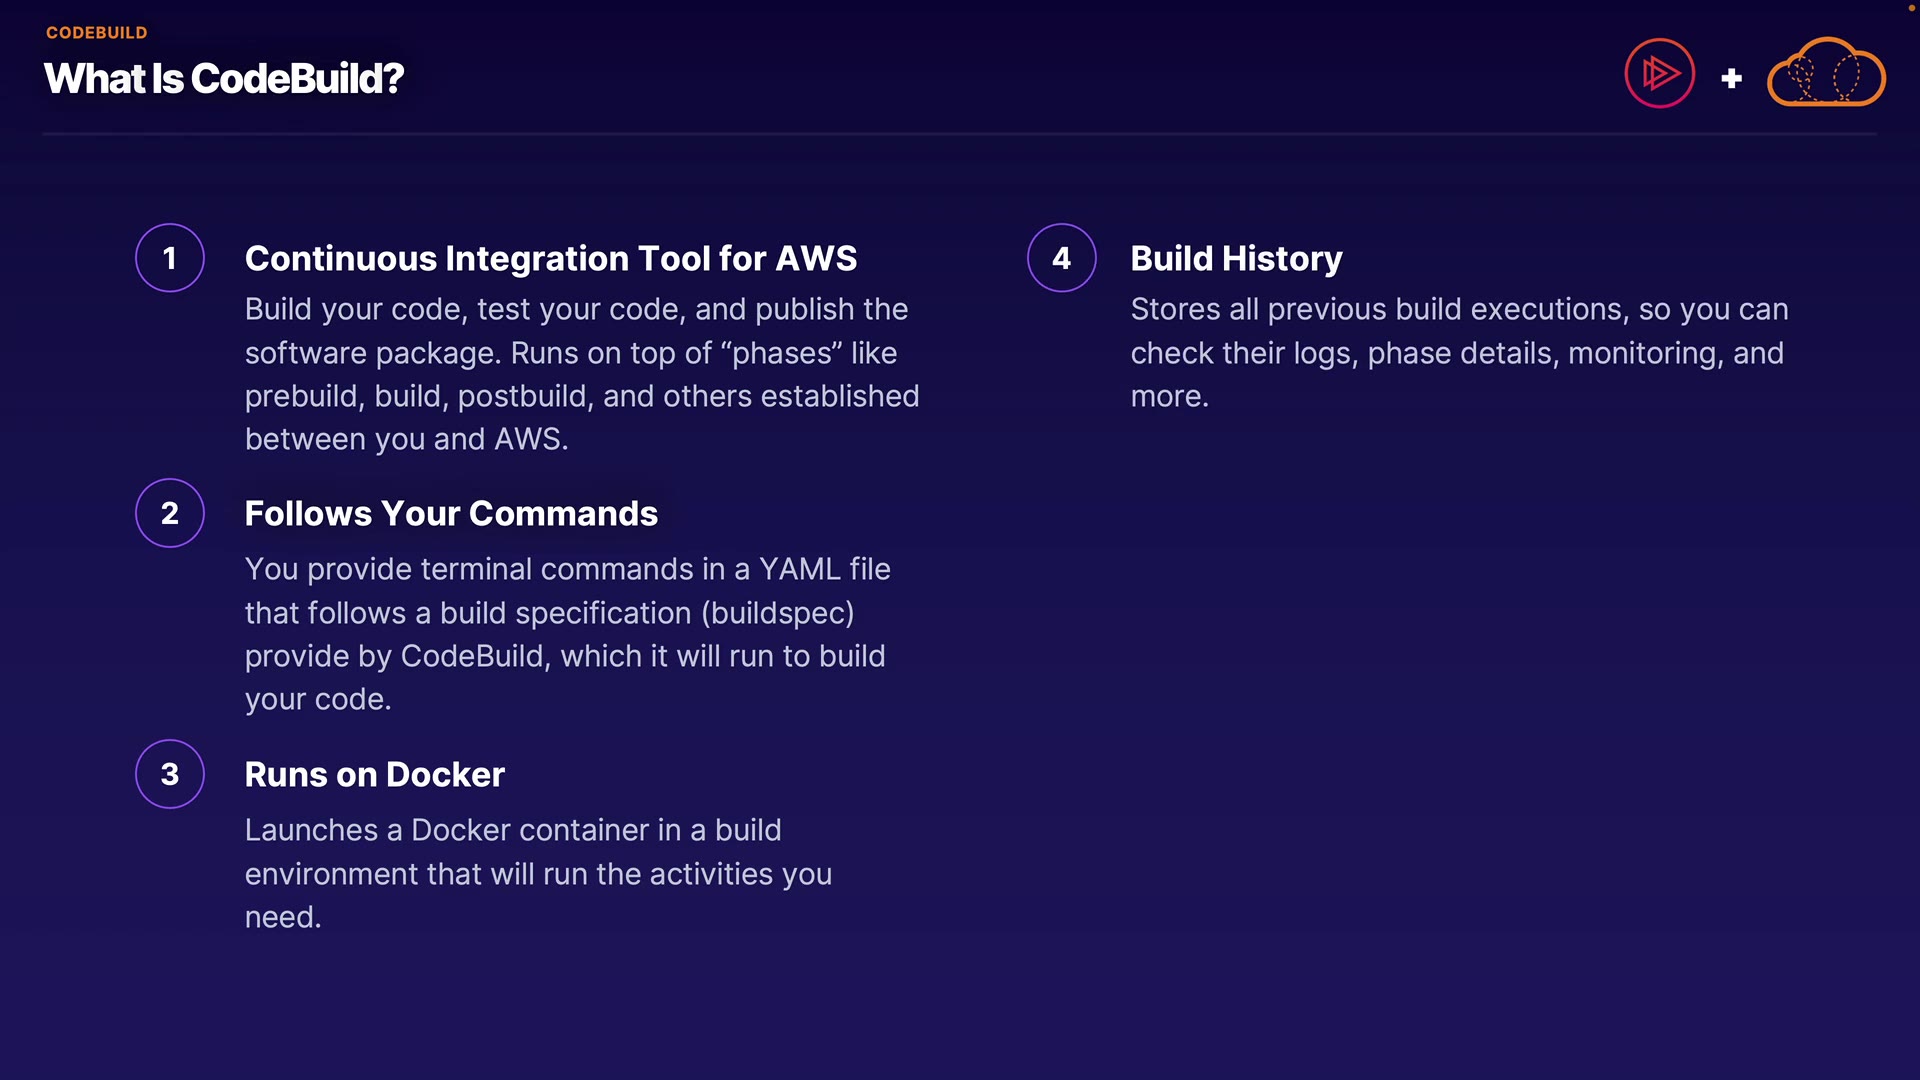 CODEBUILD
What Is CodeBuild?
+
1
Continuous Integration Tool for AWS
Build your code, test your code, and publish the
software package. Runs on top of “phases” like
prebuild, build, postbuild, and others established
between you and AWS.
2
Follows Your Commands
You provide terminal commands in a YAML file
that follows a build specification (buildspec)
provide by CodeBuild, which it will run to build
your code.
3
Runs on Docker
Launches a Docker container in a build
environment that will run the activities you
need.
4
Build History
Stores all previous build executions, so you can
check their logs, phase details, monitoring, and
more.